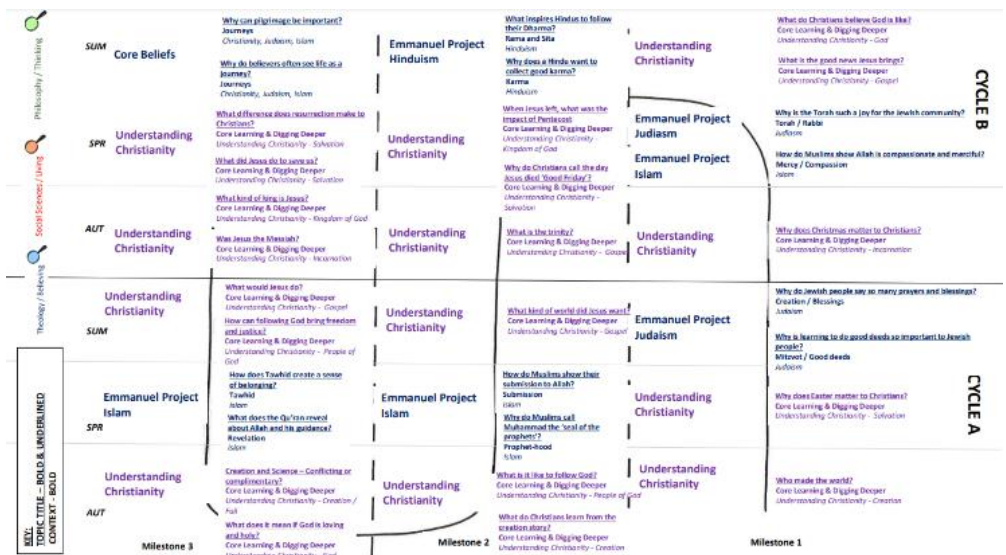 Philosophy / Thinking
Social Sciences / Living
Theology / Believing
KEY:
TOPIC TITLE – BOLD & UNDERLINED
CONTEXT - BOLD
SUM
Core Beliefs
Why can pilgrimage be important?
Journeys
Christianity, Judaism, Islam
Why do believers often see life as a
journey?
Journeys
Christianity, Judaism, Islam
SPR
Understanding
Christianity
What difference does resurrection make to
Christians?
Core Learning & Digging Deeper
Understanding Christianity - Salvation
What did Jesus do to save us?
Core Learning & Digging Deeper
Understanding Christianity - Salvation
AUT
Understanding
Christianity
What kind of king is Jesus?
Core Learning & Digging Deeper
Understanding Christianity - Kingdom of God
Was Jesus the Messiah?
Core Learning & Digging Deeper
Understanding Christianity - Incarnation
SUM
Understanding
Christianity
What would Jesus do?
Core Learning & Digging Deeper
Understanding Christianity - Gospel
How can following God bring freedom
and justice?
Core Learning & Digging Deeper
Understanding Christianity - People of
God
SPR
Emmanuel Project
Islam
How does Tawhid create a sense
of belonging?
Tawhid
Islam
What does the Qu'ran reveal
about Allah and his guidance?
Revelation
Islam
AUT
Understanding
Christianity
Creation and Science – Conflicting or
complimentary?
Core Learning & Digging Deeper
Understanding Christianity - Creation /
Fall
What does it mean if God is loving
and holy?
Core Learning & Digging Deeper
Understanding Christianity - God
Milestone 3
Emmanuel Project
Hinduism
What inspires Hindus to follow
their Dharma?
Rama and Sita
Hinduism
Why does a Hindu want to
collect good karma?
Karma
Hinduism
Understanding
Christianity
When Jesus left, what was the
impact of Pentecost
Core Learning & Digging Deeper
Understanding Christianity -
Kingdom of God
Why do Christians call the day
Jesus died 'Good Friday'?
Core Learning & Digging Deeper
Understanding Christianity -
Salvation
Understanding
Christianity
What is the trinity?
Core Learning & Digging Deeper
Understanding Christianity - Gospel
Understanding
Christianity
What kind of world did Jesus want?
Core Learning & Digging Deeper
Understanding Christianity - Gospel
Emmanuel Project
Islam
How do Muslims show their
submission to Allah?
Submission
Islam
Why do Muslims call
Muhammad the 'seal of the
prophets'?
Prophet-hood
Islam
Understanding
Christianity
What is it like to follow God?
Core Learning & Digging Deeper
Understanding Christianity - People of God
What do Christians learn from the
creation story?
Core Learning & Digging Deeper
Understanding Christianity - Creation
Milestone 2
CYCLE B
Understanding
Christianity
What do Christians believe God is like?
Core Learning & Digging Deeper
Understanding Christianity - God
What is the good news Jesus brings?
Core Learning & Digging Deeper
Understanding Christianity - Gospel
Emmanuel Project
Judiasm
Why is the Torah such a joy for the Jewish community?
Torah / Rabbi
Judaism
Emmanuel Project
Islam
How do Muslims show Allah is compassionate and merciful?
Mercy / Compassion
Islam
Understanding
Christianity
Why does Christmas matter to Christians?
Core Learning & Digging Deeper
Understanding Christianity - Incarnation
CYCLE A
Emmanuel Project
Judaism
Why do Jewish people say so many prayers and blessings?
Creation / Blessings
Judaism
Why is learning to do good deeds so important to Jewish
people?
Mitzvot / Good deeds
Judaism
Understanding
Christianity
Why does Easter matter to Christians?
Core Learning & Digging Deeper
Understanding Christianity - Salvation
Understanding
Christianity
Who made the world?
Core Learning & Digging Deeper
Understanding Christianity - Creation
Milestone 1